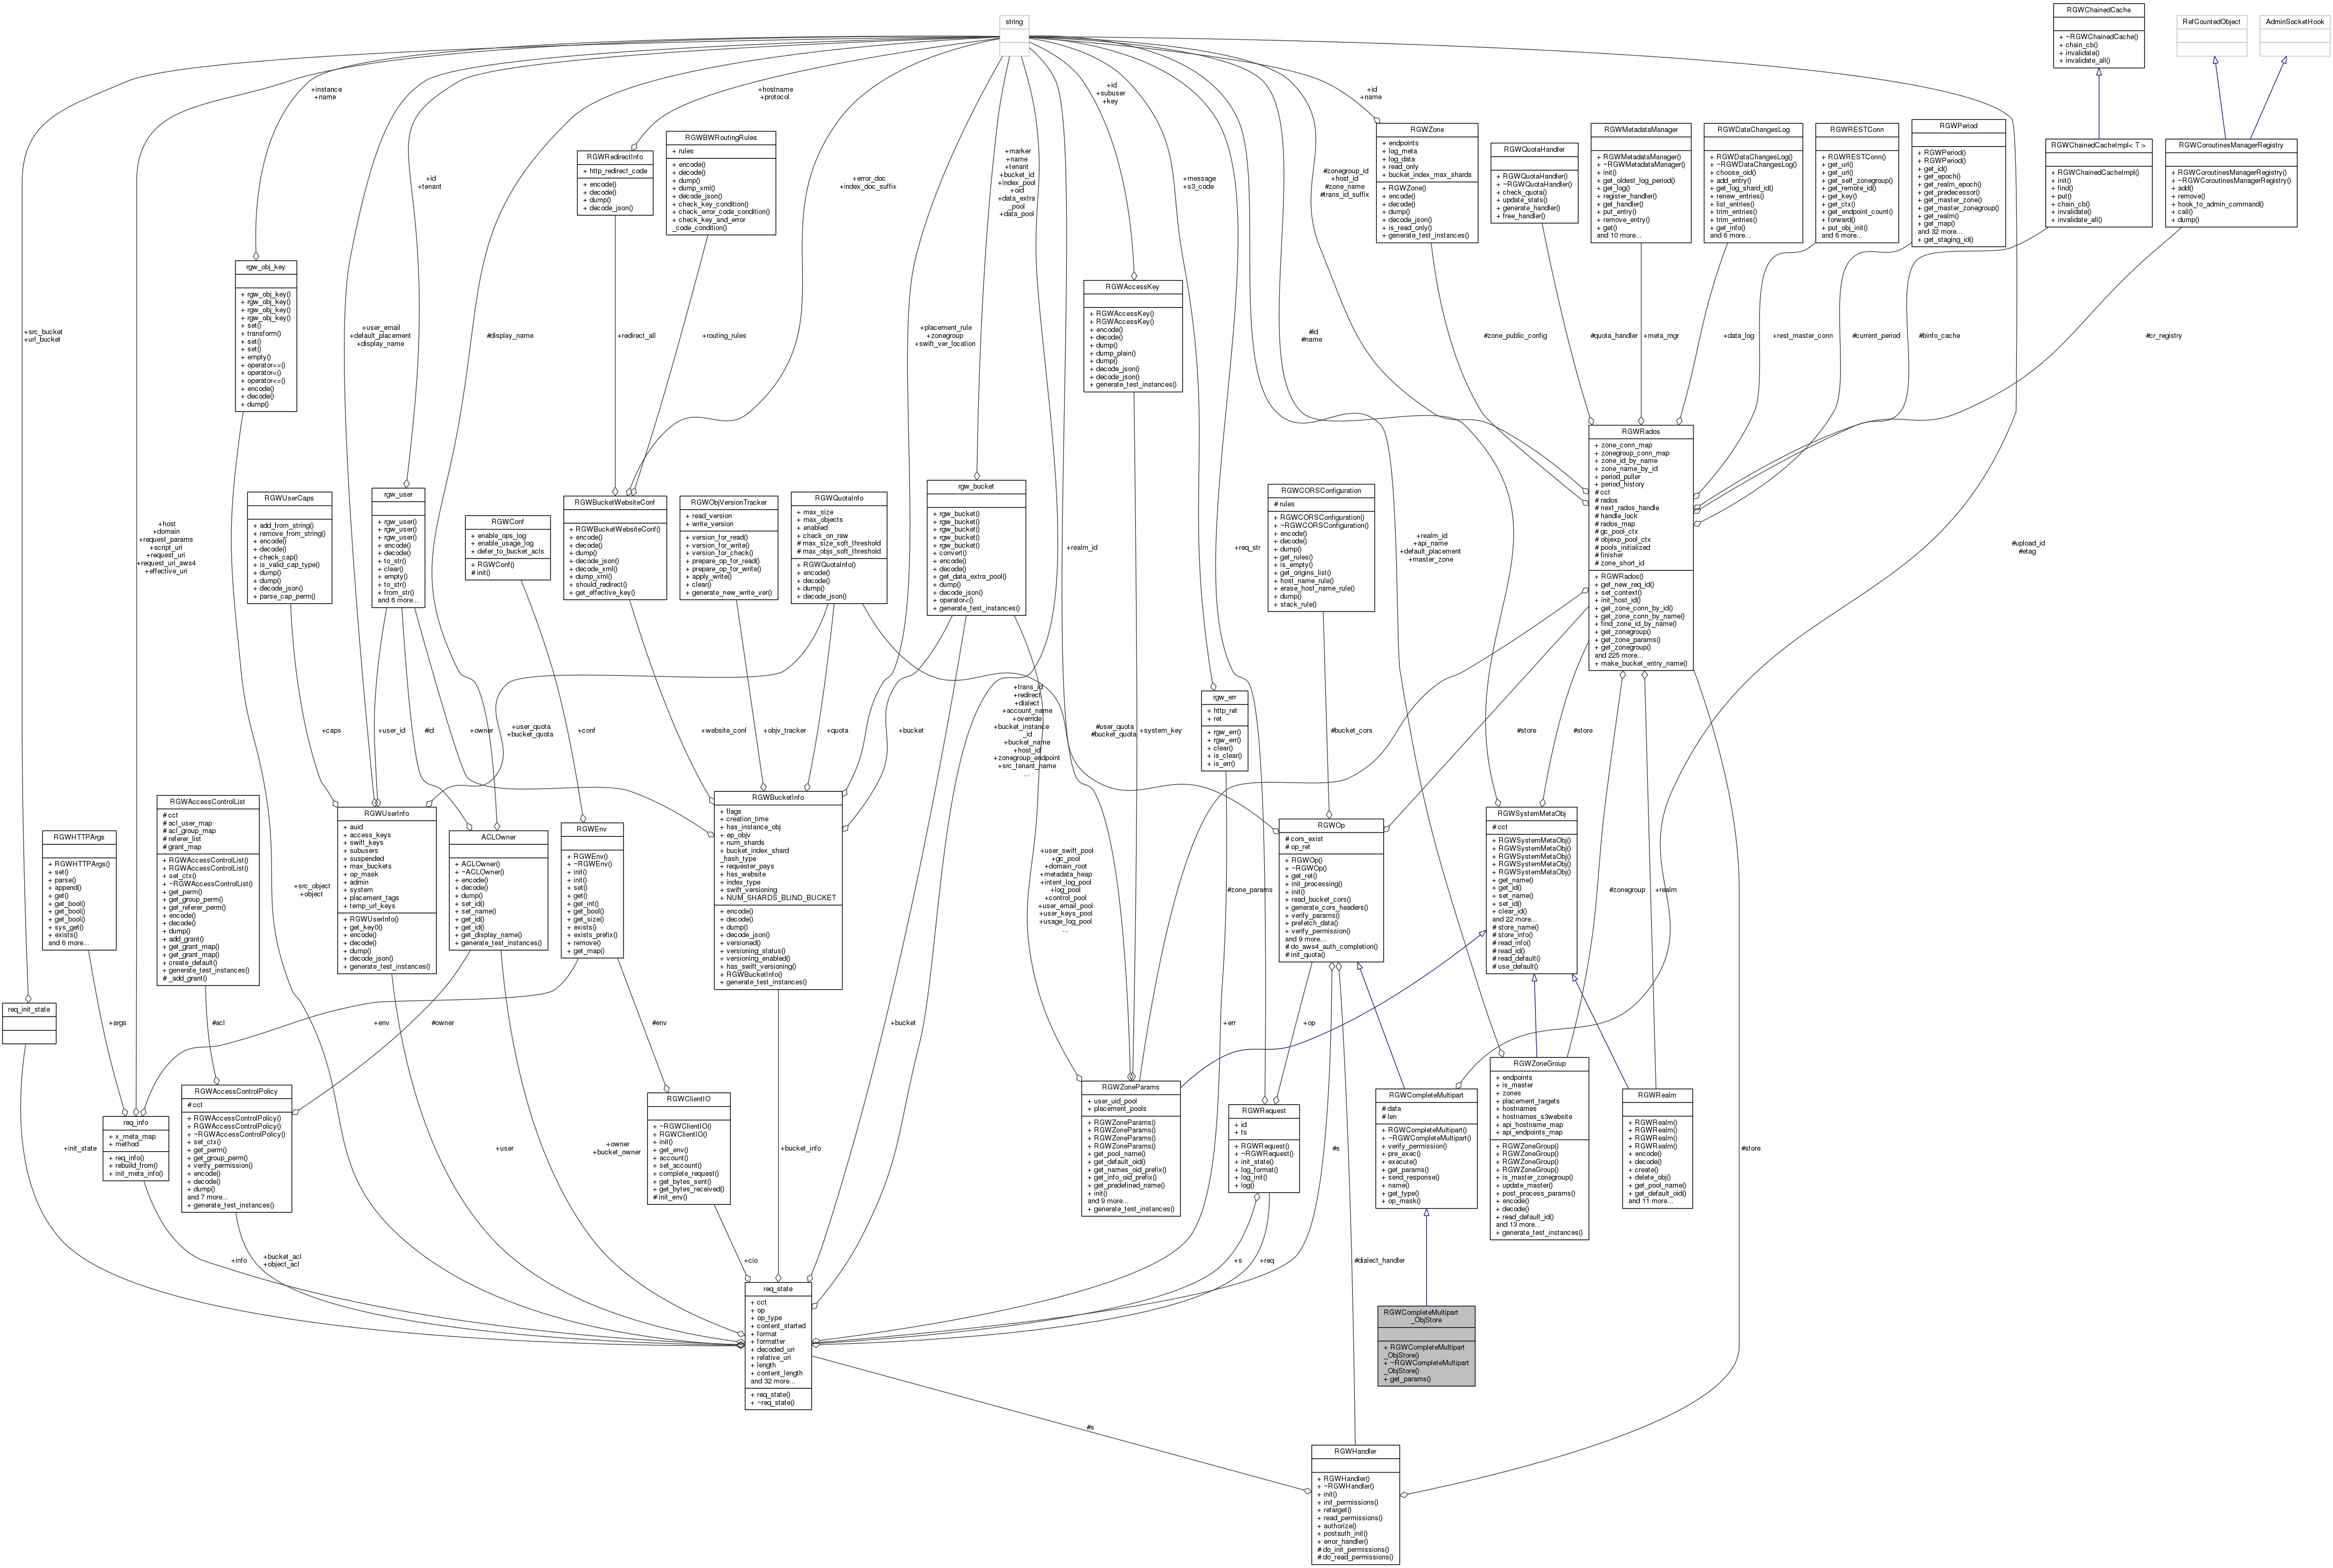 string
RGWChainedCache
+ ~RGWChainedCache()
+ chain_cb()
+ invalidate()
+ invalidate_all()
RefCountedObject
AdminSocketHook
+instance
+name
+hostname
+protocol
+id
+subuser
+key
+id
+name
RGWRedirectInfo
+ http_redirect_code
+ encode()
+ decode()
+ dump()
+ decode_json()
RGWBWRoutingRules
+ rules
+ encode()
+ decode()
+ dump()
+ dump_xml()
+ decode_json()
+ check_key_condition()
+ check_error_code_condition()
+ check_key_and_error
_code_condition()
+id
+tenant
+error_doc
+index_doc_suffix
+marker
+name
+tenant
+bucket_id
+index_pool
+oid
+data_extra
_pool
+data_pool
+message
+s3_code
#zonegroup_id
+host_id
#zone_name
#trans_id_suffix
RGWZone
+ endpoints
+ log_meta
+ log_data
+ read_only
+ bucket_index_max_shards
+ RGWZone()
+ encode()
+ decode()
+ dump()
+ decode_json()
+ is_read_only()
+ generate_test_instances()
RGWQuotaHandler
+ RGWQuotaHandler()
+ ~RGWQuotaHandler()
+ check_quota()
+ update_stats()
+ generate_handler()
+ free_handler()
RGWMetadataManager
+ RGWMetadataManager()
+ ~RGWMetadataManager()
+ init()
+ get_oldest_log_period()
+ get_log()
+ register_handler()
+ get_handler()
+ put_entry()
+ remove_entry()
+ get()
and 10 more...
RGWDataChangesLog
+ RGWDataChangesLog()
+ ~RGWDataChangesLog()
+ choose_oid()
+ add_entry()
+ get_log_shard_id()
+ renew_entries()
+ list_entries()
+ trim_entries()
+ trim_entries()
+ get_info()
and 6 more...
RGWRESTConn
+ RGWRESTConn()
+ get_url()
+ get_url()
+ get_self_zonegroup()
+ get_remote_id()
+ get_key()
+ get_ctx()
+ get_endpoint_count()
+ forward()
+ put_obj_init()
and 6 more...
RGWPeriod
+ RGWPeriod()
+ RGWPeriod()
+ get_id()
+ get_epoch()
+ get_realm_epoch()
+ get_predecessor()
+ get_master_zone()
+ get_master_zonegroup()
+ get_realm()
+ get_map()
and 32 more...
+ get_staging_id()
RGWChainedCacheImpl< T >
+ RGWChainedCacheImpl()
+ init()
+ find()
+ put()
+ chain_cb()
+ invalidate()
+ invalidate_all()
RGWCoroutinesManagerRegistry
+ RGWCoroutinesManagerRegistry()
+ ~RGWCoroutinesManagerRegistry()
+ add()
+ remove()
+ hook_to_admin_command()
+ call()
+ dump()
rgw_obj_key
+ rgw_obj_key()
+ rgw_obj_key()
+ rgw_obj_key()
+ rgw_obj_key()
+ set()
+ transform()
+ set()
+ set()
+ empty()
+ operator==()
+ operator<()
+ operator<=()
+ encode()
+ decode()
+ dump()
RGWAccessKey
+ RGWAccessKey()
+ RGWAccessKey()
+ encode()
+ decode()
+ dump()
+ dump_plain()
+ dump()
+ decode_json()
+ decode_json()
+ generate_test_instances()
+src_bucket
+url_bucket
+user_email
+default_placement
+display_name
#display_name
+redirect_all
+routing_rules
+placement_rule
+zonegroup
+swift_ver_location
#id
#name
#zone_public_config
#quota_handler
+meta_mgr
+data_log
+rest_master_conn
#current_period
#binfo_cache
#cr_registry
RGWRados
+ zone_conn_map
+ zonegroup_conn_map
+ zone_id_by_name
+ zone_name_by_id
+ period_puller
+ period_history
# cct
# rados
# next_rados_handle
# handle_lock
# rados_map
# gc_pool_ctx
# objexp_pool_ctx
# pools_initialized
# finisher
# zone_short_id
+ RGWRados()
+ get_new_req_id()
+ set_context()
+ init_host_id()
+ get_zone_conn_by_id()
+ get_zone_conn_by_name()
+ find_zone_id_by_name()
+ get_zonegroup()
+ get_zone_params()
+ get_zonegroup()
and 225 more...
+ make_bucket_entry_name()
+host
+domain
+request_params
+script_uri
+request_uri
+request_uri_aws4
+effective_uri
RGWUserCaps
+ add_from_string()
+ remove_from_string()
+ encode()
+ decode()
+ check_cap()
+ is_valid_cap_type()
+ dump()
+ dump()
+ decode_json()
+ parse_cap_perm()
rgw_user
+ rgw_user()
+ rgw_user()
+ rgw_user()
+ encode()
+ decode()
+ to_str()
+ clear()
+ empty()
+ to_str()
+ from_str()
and 6 more...
RGWConf
+ enable_ops_log
+ enable_usage_log
+ defer_to_bucket_acls
+ RGWConf()
# init()
RGWBucketWebsiteConf
+ RGWBucketWebsiteConf()
+ encode()
+ decode()
+ dump()
+ decode_json()
+ decode_xml()
+ dump_xml()
+ should_redirect()
+ get_effective_key()
RGWObjVersionTracker
+ read_version
+ write_version
+ version_for_read()
+ version_for_write()
+ version_for_check()
+ prepare_op_for_read()
+ prepare_op_for_write()
+ apply_write()
+ clear()
+ generate_new_write_ver()
RGWQuotaInfo
+ max_size
+ max_objects
+ enabled
+ check_on_raw
# max_size_soft_threshold
# max_objs_soft_threshold
+ RGWQuotaInfo()
+ encode()
+ decode()
+ dump()
+ decode_json()
rgw_bucket
+ rgw_bucket()
+ rgw_bucket()
+ rgw_bucket()
+ rgw_bucket()
+ rgw_bucket()
+ convert()
+ encode()
+ decode()
+ get_data_extra_pool()
+ dump()
+ decode_json()
+ operator<()
+ generate_test_instances()
+realm_id
+req_str
RGWCORSConfiguration
# rules
+ RGWCORSConfiguration()
+ ~RGWCORSConfiguration()
+ encode()
+ decode()
+ dump()
+ get_rules()
+ is_empty()
+ get_origins_list()
+ host_name_rule()
+ erase_host_name_rule()
+ dump()
+ stack_rule()
+realm_id
+api_name
+default_placement
+master_zone
#upload_id
#etag
+caps
+user_id
#id
+owner
+user_quota
+bucket_quota
+conf
+website_conf
+objv_tracker
+quota
+bucket
+trans_id
+redirect
+dialect
+account_name
+override
+bucket_instance
_id
+bucket_name
+host_id
+zonegroup_endpoint
+src_tenant_name
...
#user_quota
#bucket_quota
+system_key
rgw_err
+ http_ret
+ ret
+ rgw_err()
+ rgw_err()
+ clear()
+ is_clear()
+ is_err()
#bucket_cors
#store
#store
RGWHTTPArgs
+ RGWHTTPArgs()
+ set()
+ parse()
+ append()
+ get()
+ get_bool()
+ get_bool()
+ get_bool()
+ sys_get()
+ exists()
and 6 more...
RGWAccessControlList
# cct
# acl_user_map
# acl_group_map
# referer_list
# grant_map
+ RGWAccessControlList()
+ RGWAccessControlList()
+ set_ctx()
+ ~RGWAccessControlList()
+ get_perm()
+ get_group_perm()
+ get_referer_perm()
+ encode()
+ decode()
+ dump()
+ add_grant()
+ get_grant_map()
+ get_grant_map()
+ create_default()
+ generate_test_instances()
# _add_grant()
+src_object
+object
RGWUserInfo
+ auid
+ access_keys
+ swift_keys
+ subusers
+ suspended
+ max_buckets
+ op_mask
+ admin
+ system
+ placement_tags
+ temp_url_keys
+ RGWUserInfo()
+ get_key0()
+ encode()
+ decode()
+ dump()
+ decode_json()
+ generate_test_instances()
ACLOwner
+ ACLOwner()
+ ~ACLOwner()
+ encode()
+ decode()
+ dump()
+ set_id()
+ set_name()
+ get_id()
+ get_id()
+ get_display_name()
+ generate_test_instances()
RGWEnv
+ RGWEnv()
+ ~RGWEnv()
+ init()
+ init()
+ set()
+ get()
+ get_int()
+ get_bool()
+ get_size()
+ exists()
+ exists_prefix()
+ remove()
+ get_map()
RGWBucketInfo
+ flags
+ creation_time
+ has_instance_obj
+ ep_objv
+ num_shards
+ bucket_index_shard
_hash_type
+ requester_pays
+ has_website
+ index_type
+ swift_versioning
+ NUM_SHARDS_BLIND_BUCKET
+ encode()
+ decode()
+ dump()
+ decode_json()
+ versioned()
+ versioning_status()
+ versioning_enabled()
+ has_swift_versioning()
+ RGWBucketInfo()
+ generate_test_instances()
+user_swift_pool
+gc_pool
+domain_root
+metadata_heap
+intent_log_pool
+log_pool
+control_pool
+user_email_pool
+user_keys_pool
+usage_log_pool
...
#zone_params
RGWOp
# cors_exist
# op_ret
+ RGWOp()
+ ~RGWOp()
+ get_ret()
+ init_processing()
+ init()
+ read_bucket_cors()
+ generate_cors_headers()
+ verify_params()
+ prefetch_data()
+ verify_permission()
and 9 more...
# do_aws4_auth_completion()
# init_quota()
RGWSystemMetaObj
# cct
+ RGWSystemMetaObj()
+ RGWSystemMetaObj()
+ RGWSystemMetaObj()
+ RGWSystemMetaObj()
+ RGWSystemMetaObj()
+ get_name()
+ get_id()
+ set_name()
+ set_id()
+ clear_id()
and 22 more...
# store_name()
# store_info()
# read_info()
# read_id()
# read_default()
# use_default()
#zonegroup
+realm
req_init_state
+args
#acl
+env
#owner
#env
+bucket
+err
+op
req_info
+ x_meta_map
+ method
+ req_info()
+ rebuild_from()
+ init_meta_info()
RGWAccessControlPolicy
# cct
+ RGWAccessControlPolicy()
+ RGWAccessControlPolicy()
+ ~RGWAccessControlPolicy()
+ set_ctx()
+ get_perm()
+ get_group_perm()
+ verify_permission()
+ encode()
+ decode()
+ dump()
and 7 more...
+ generate_test_instances()
RGWClientIO
+ ~RGWClientIO()
+ RGWClientIO()
+ init()
+ get_env()
+ account()
+ set_account()
+ complete_request()
+ get_bytes_sent()
+ get_bytes_received()
# init_env()
RGWZoneParams
+ user_uid_pool
+ placement_pools
+ RGWZoneParams()
+ RGWZoneParams()
+ RGWZoneParams()
+ RGWZoneParams()
+ get_pool_name()
+ get_default_oid()
+ get_names_oid_prefix()
+ get_info_oid_prefix()
+ get_predefined_name()
+ init()
and 9 more...
+ generate_test_instances()
RGWRequest
+ id
+ ts
+ RGWRequest()
+ ~RGWRequest()
+ init_state()
+ log_format()
+ log_init()
+ log()
RGWCompleteMultipart
# data
# len
+ RGWCompleteMultipart()
+ ~RGWCompleteMultipart()
+ verify_permission()
+ pre_exec()
+ execute()
+ get_params()
+ send_response()
+ name()
+ get_type()
+ op_mask()
RGWZoneGroup
+ endpoints
+ is_master
+ zones
+ placement_targets
+ hostnames
+ hostnames_s3website
+ api_hostname_map
+ api_endpoints_map
+ RGWZoneGroup()
+ RGWZoneGroup()
+ RGWZoneGroup()
+ RGWZoneGroup()
+ is_master_zonegroup()
+ update_master()
+ post_process_params()
+ encode()
+ decode()
+ read_default_id()
and 13 more...
+ generate_test_instances()
RGWRealm
+ RGWRealm()
+ RGWRealm()
+ RGWRealm()
+ RGWRealm()
+ encode()
+ decode()
+ create()
+ delete_obj()
+ get_pool_name()
+ get_default_oid()
and 11 more...
+init_state
+user
+owner
+bucket_owner
+bucket_info
#s
#store
+info
+bucket_acl
+object_acl
+cio
+s
+req
#dialect_handler
req_state
+ cct
+ op
+ op_type
+ content_started
+ format
+ formatter
+ decoded_uri
+ relative_uri
+ length
+ content_length
and 32 more...
+ req_state()
+ ~req_state()
RGWCompleteMultipart
_ObjStore
+ RGWCompleteMultipart
_ObjStore()
+ ~RGWCompleteMultipart
_ObjStore()
+ get_params()
#s
RGWHandler
+ RGWHandler()
+ ~RGWHandler()
+ init()
+ init_permissions()
+ retarget()
+ read_permissions()
+ authorize()
+ postauth_init()
+ error_handler()
# do_init_permissions()
# do_read_permissions()